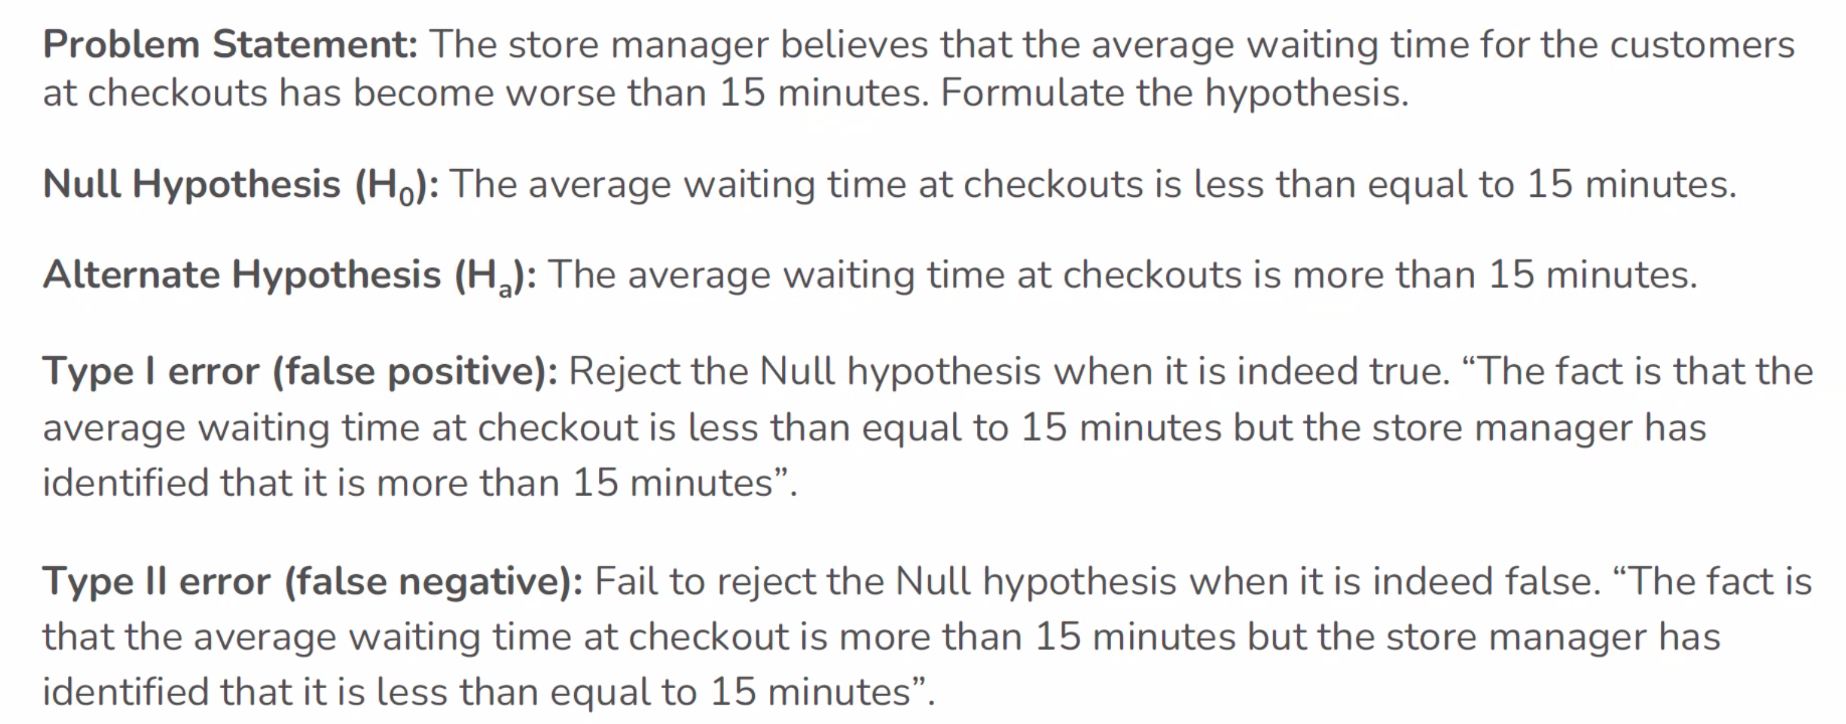 Problem Statement: The store manager believes that the average waiting time for the customers
at checkouts has become worse than 15 minutes. Formulate the hypothesis.
Null Hypothesis (H₀): The average waiting time at checkouts is less than equal to 15 minutes.
Alternate Hypothesis (Hₐ): The average waiting time at checkouts is more than 15 minutes.
Type I error (false positive): Reject the Null hypothesis when it is indeed true. “The fact is that the
average waiting time at checkout is less than equal to 15 minutes but the store manager has
identified that it is more than 15 minutes”.
Type II error (false negative): Fail to reject the Null hypothesis when it is indeed false. “The fact is
that the average waiting time at checkout is more than 15 minutes but the store manager has
identified that it is less than equal to 15 minutes”.